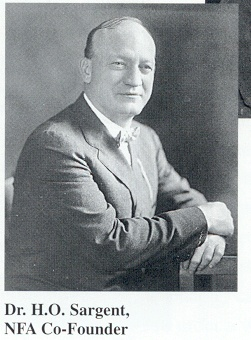 Dr. H.O. Sargent,
NFA Co-Founder